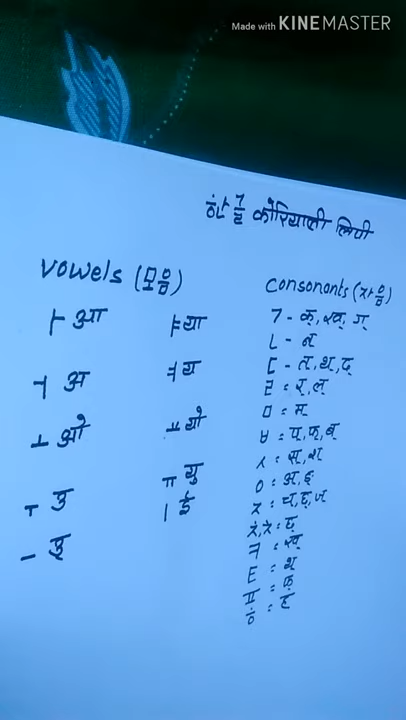 Made with KINEMASTER
한글 कोरियाली लिपी
vowels (모음)
ㅏ आ ㅑ या
ㅓ अ ㅕ य
ㅗ ओ ㅛ यो
ㅜ उ ㅠ यु
ㅡ उ ㅣ ई
consonants (자음)
ㄱ - क्, ख्, ग्
ㄴ - न्
ㄷ - त्, थ्, द्
ㄹ = र्, ल्
ㅁ = म्
ㅂ = प्, फ्, ब्
ㅅ = स्, श्
ㅇ = अ, ङ्
ㅈ = च्, छ्, ज्
ㅊ, ㅊ = छ्
ㅋ = ख्
ㅌ = थ्
ㅍ = फ्
ㅎ = ह्